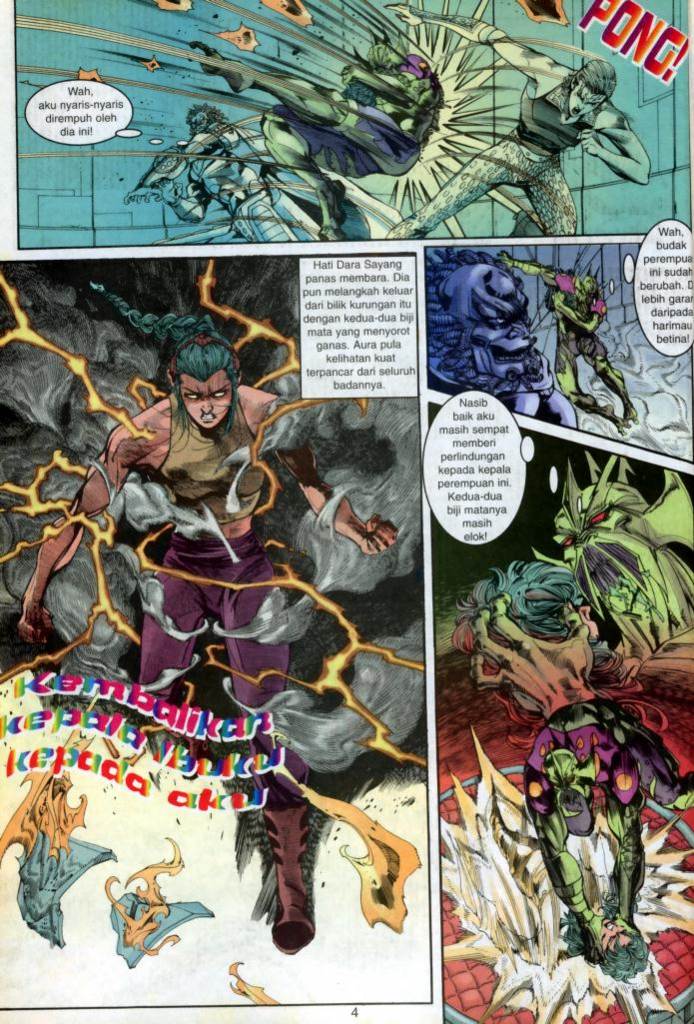 PONG!
Wah,
aku nyaris-nyaris
dirempuh oleh
dia ini!
Hati Dara Sayang
panas membara. Dia
pun melangkah keluar
dari bilik kurungan itu
dengan kedua-dua biji
mata yang menyorot
ganas. Aura pula
kelihatan kuat
terpancar dari seluruh
badannya.
Wah,
budak
perempua
ini sudah
berubah. D
lebih garan
daripada
harimau
betina!
Kembalikan
kepala ibuku
kepada aku
Nasib
baik aku
masih sempat
memberi
perlindungan
kepada kepala
perempuan ini.
Kedua-dua
biji matanya
masih
elok!
4